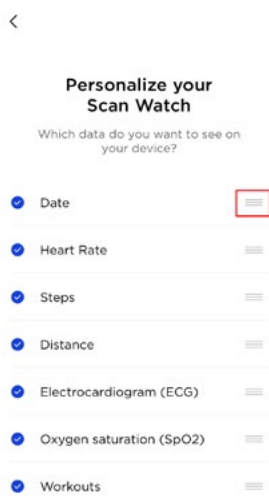 Personalize your
Scan Watch
Which data do you want to see on
your device?
Date
Heart Rate
Steps
Distance
Electrocardiogram (ECG)
Oxygen saturation (SpO2)
Workouts